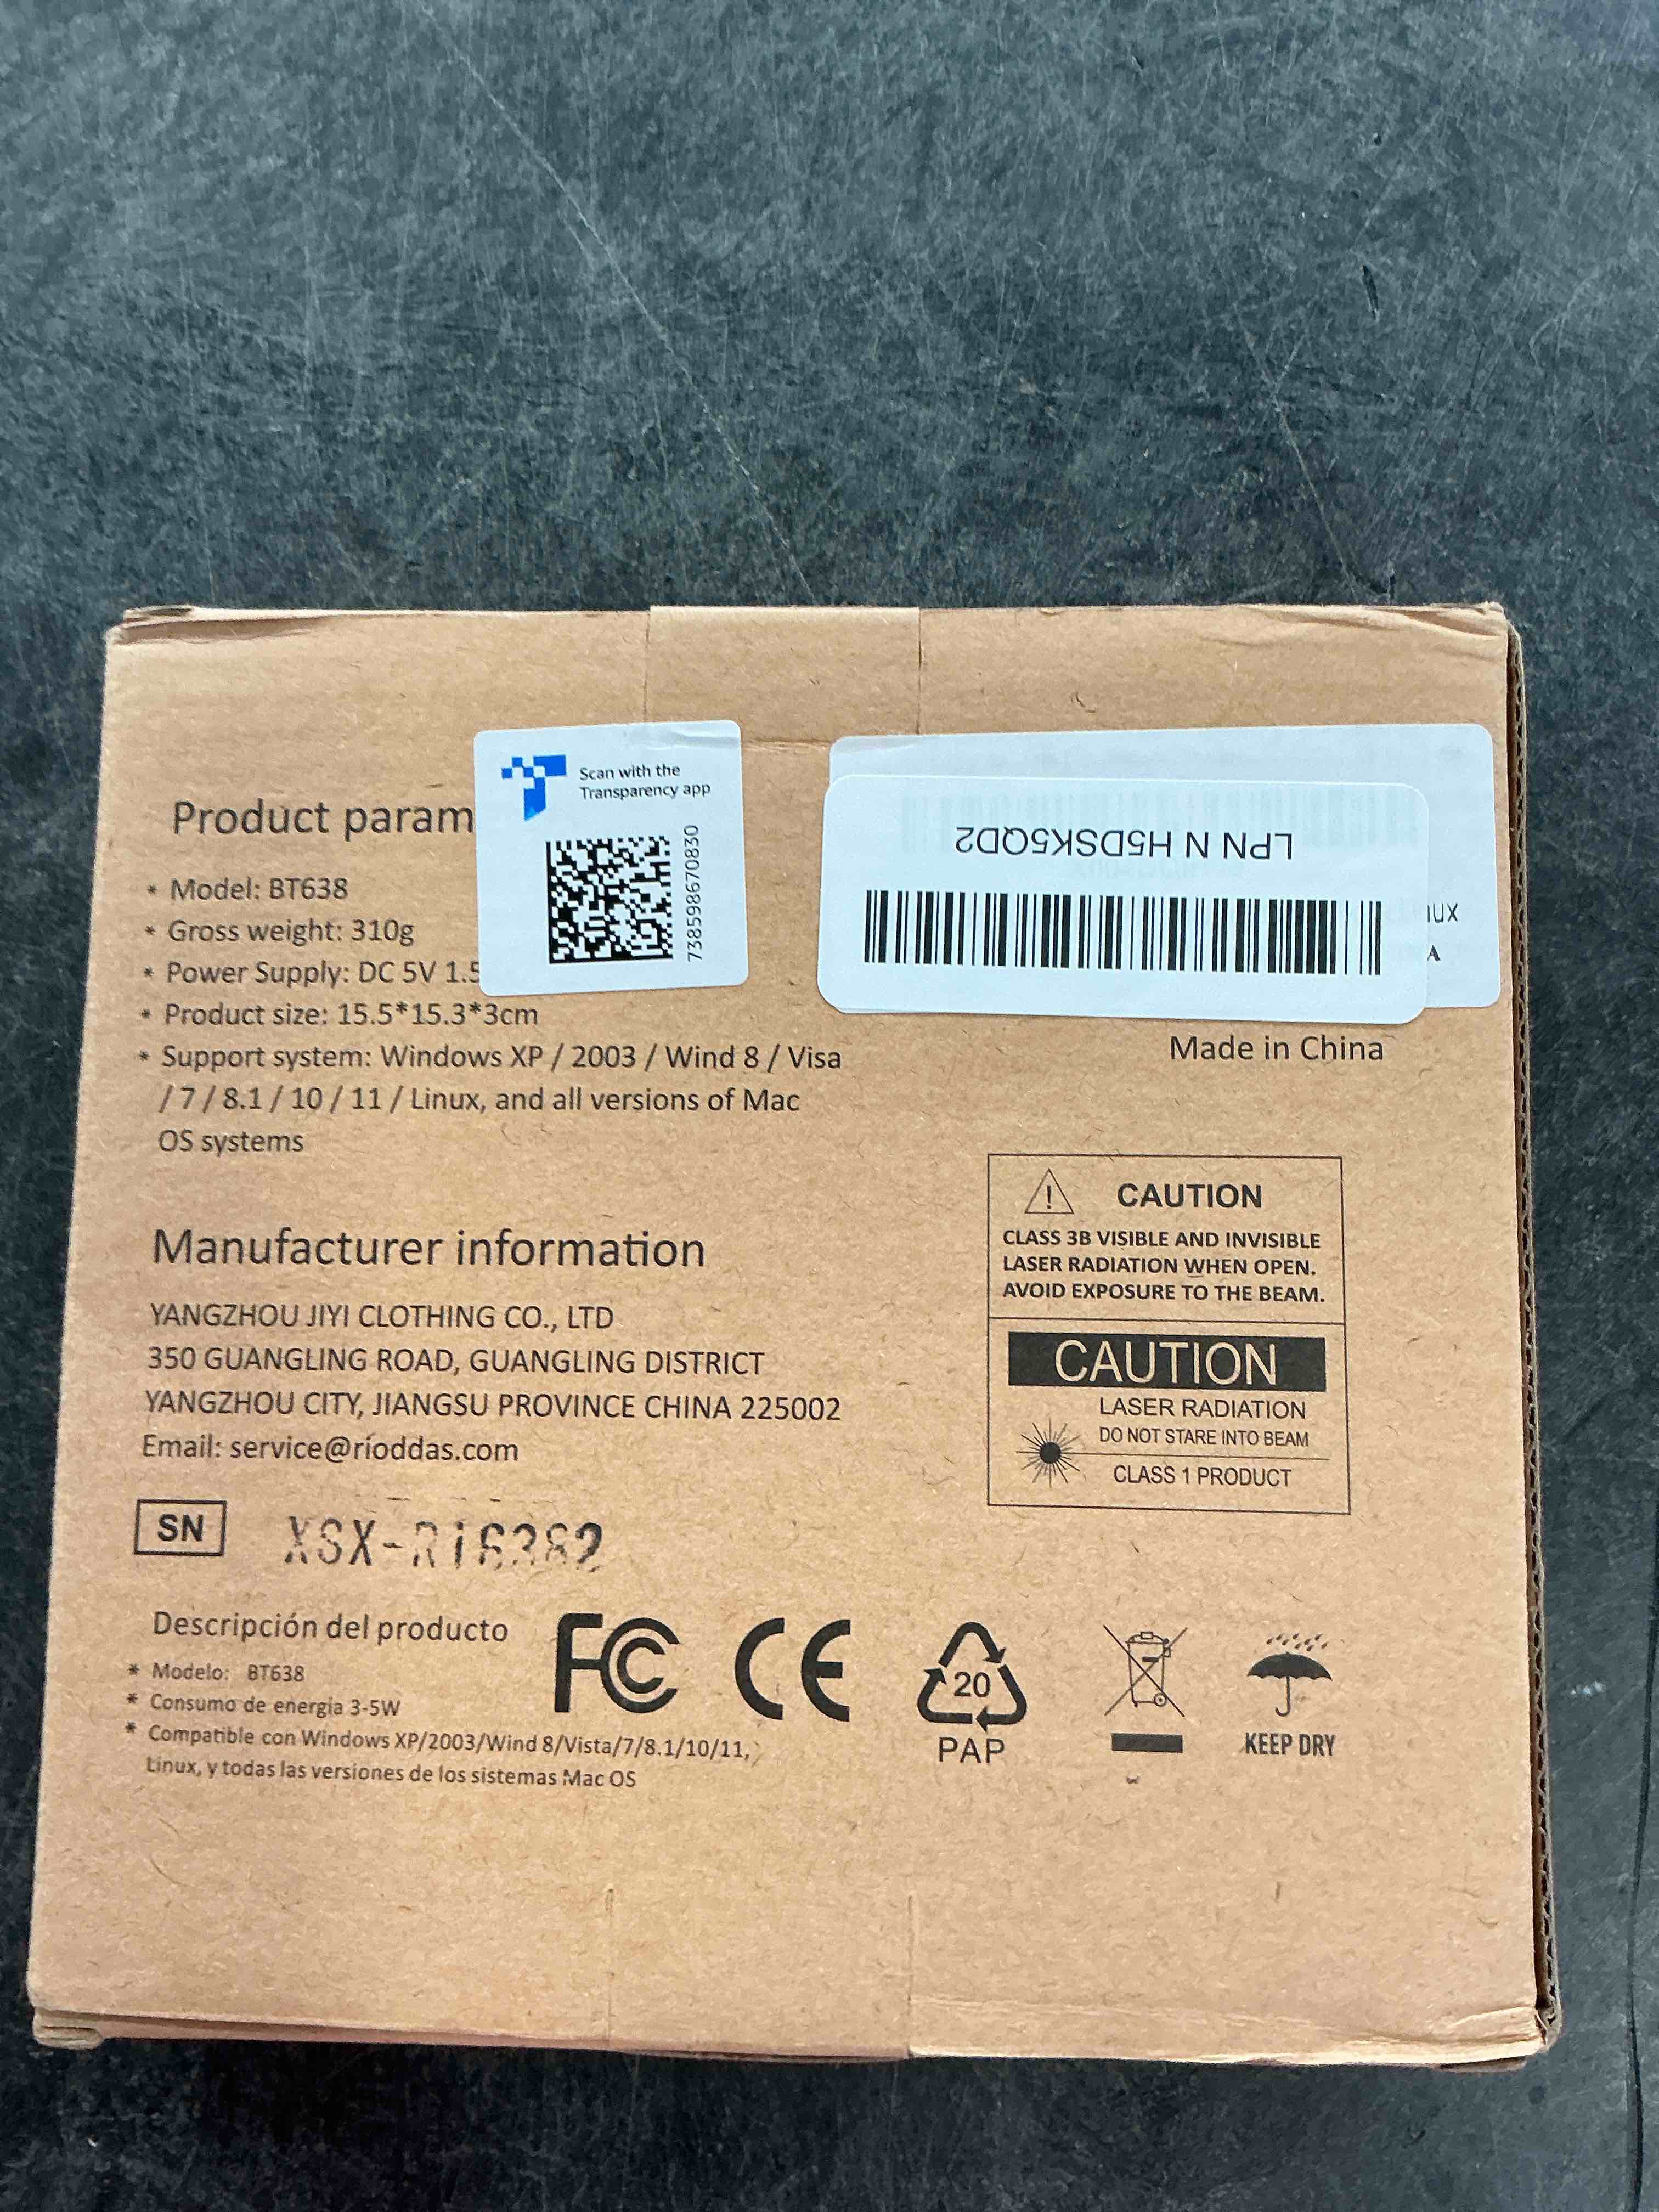 Scan with the
Transparency app
738598670830
LPN N H5DSK5QD2
Product param
* Model: BT638
* Gross weight: 310g
* Power Supply: DC 5V 1.5
* Product size: 15.5*15.3*3cm
* Support system: Windows XP / 2003 / Wind 8 / Visa
/ 7 / 8.1 / 10 / 11 / Linux, and all versions of Mac
OS systems
Made in China
CAUTION
CLASS 3B VISIBLE AND INVISIBLE
LASER RADIATION WHEN OPEN.
AVOID EXPOSURE TO THE BEAM.
CAUTION
LASER RADIATION
DO NOT STARE INTO BEAM
CLASS 1 PRODUCT
Manufacturer information
YANGZHOU JIYI CLOTHING CO., LTD
350 GUANGLING ROAD, GUANGLING DISTRICT
YANGZHOU CITY, JIANGSU PROVINCE CHINA 225002
Email: service@rioddas.com
SN
Descripción del producto
* Modelo: BT638
* Consumo de energía 3-5W
* Compatible con Windows XP/2003/Wind 8/Vista/7/8.1/10/11,
Linux, y todas las versiones de los sistemas Mac OS
FC
CE
20
PAP
KEEP DRY